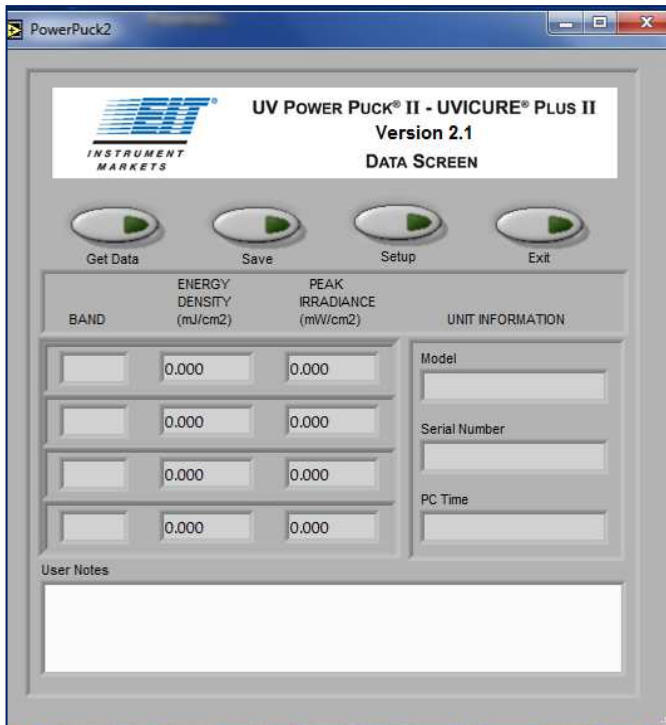 PowerPuck2
EIT®
INSTRUMENT
MARKETS
UV POWER PUCK® II - UVICURE® PLUS II
Version 2.1
DATA SCREEN
Get Data
Save
Setup
Exit
BAND
ENERGY
DENSITY
(mJ/cm2)
PEAK
IRRADIANCE
(mW/cm2)
UNIT INFORMATION
0.000
0.000
0.000
0.000
0.000
0.000
0.000
0.000
Model
Serial Number
PC Time
User Notes